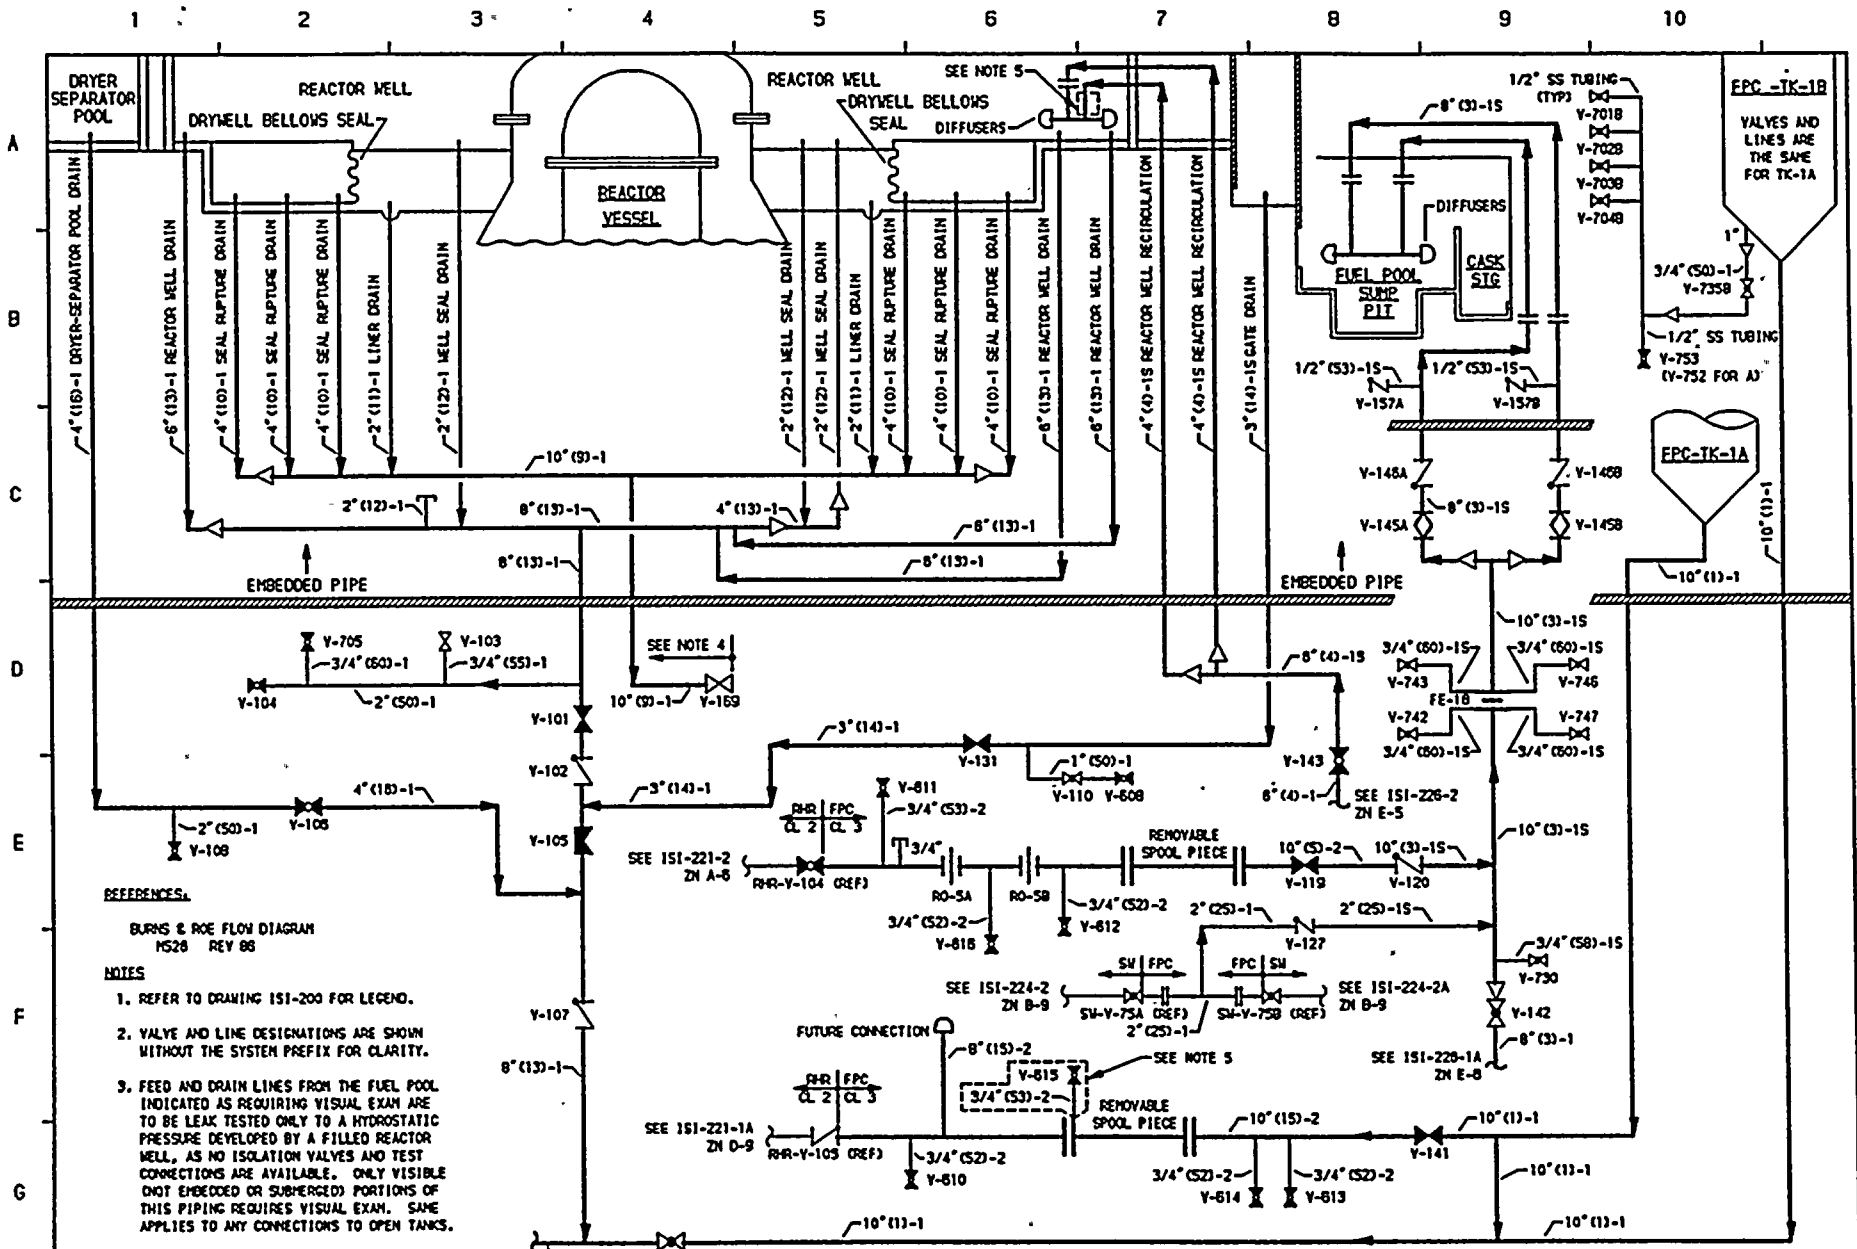 1 2 3 4 5 6 7 8 9 10
A
B
C
D
E
F
G
DRYER
SEPARATOR
POOL
REACTOR WELL
DRYWELL BELLOWS SEAL
REACTOR
VESSEL
REACTOR WELL
DRYWELL BELLOWS
SEAL
SEE NOTE 5
DIFFUSERS
8"(3)-1S
DIFFUSERS
FUEL POOL
SUMP
PIT
CASK
STG
1/2" SS TUBING
(TYP)
V-701B
V-702B
V-703B
V-704B
FPC -TK-1B
VALVES AND
LINES ARE
THE SAME
FOR TK-1A
1"
3/4"(50)-1
V-735B
1/2" SS TUBING
V-753
(V-752 FOR A)
4"(16)-1 DRYER-SEPARATOR POOL DRAIN
6"(13)-1 REACTOR WELL DRAIN
4"(10)-1 SEAL RUPTURE DRAIN
4"(10)-1 SEAL RUPTURE DRAIN
4"(10)-1 SEAL RUPTURE DRAIN
2"(11)-1 LINER DRAIN
2"(12)-1 WELL SEAL DRAIN
2"(12)-1 WELL SEAL DRAIN
2"(12)-1 WELL SEAL DRAIN
2"(11)-1 LINER DRAIN
4"(10)-1 SEAL RUPTURE DRAIN
4"(10)-1 SEAL RUPTURE DRAIN
4"(10)-1 SEAL RUPTURE DRAIN
6"(13)-1 REACTOR WELL DRAIN
6"(13)-1 REACTOR WELL DRAIN
4"(4)-1S REACTOR WELL RECIRCULATION
4"(4)-1S REACTOR WELL RECIRCULATION
3"(14)-1S GATE DRAIN
1/2"(53)-1S
V-157A
1/2"(53)-1S
V-157B
10"(9)-1
2"(12)-1
8"(13)-1
4"(13)-1
6"(13)-1
6"(13)-1
8"(13)-1
EMBEDDED PIPE
EMBEDDED PIPE
V-146A
V-146B
8"(3)-1S
V-145A
V-145B
FPC-TK-1A
10"(1)-1
10"(1)-1
V-705
V-103
3/4"(60)-1
3/4"(55)-1
V-104
2"(50)-1
SEE NOTE 4
10"(9)-1
V-169
V-101
V-102
3"(14)-1
V-131
1"(50)-1
V-110
V-608
3"(14)-1
6"(4)-1S
V-143
6"(4)-1
SEE ISI-226-2
ZN E-5
10"(3)-1S
3/4"(60)-1S
3/4"(60)-1S
V-743
V-746
FE-18
V-742
V-747
3/4"(60)-1S
3/4"(60)-1S
10"(3)-1S
4"(16)-1
V-106
2"(50)-1
V-108
V-105
SEE ISI-221-2
ZN A-6
RHR FPC
CL 2 CL 3
RHR-V-104 (REF)
V-611
3/4"(53)-2
3/4"
RO-5A
RO-5B
3/4"(52)-2
V-616
3/4"(52)-2
V-612
REMOVABLE
SPOOL PIECE
10"(5)-2
V-119
10"(3)-1S
V-120
2"(25)-1
V-127
2"(25)-1S
SW FPC
FPC SW
SEE ISI-224-2
ZN B-9
SW-V-75A (REF)
SW-V-75B (REF)
2"(25)-1
SEE ISI-224-2A
ZN B-9
3/4"(58)-1S
V-730
V-142
8"(3)-1
SEE ISI-226-1A
ZN E-8
REFERENCES:
BURNS & ROE FLOW DIAGRAM
M526 REV 86
NOTES
1. REFER TO DRAWING ISI-200 FOR LEGEND.
2. VALVE AND LINE DESIGNATIONS ARE SHOWN
WITHOUT THE SYSTEM PREFIX FOR CLARITY.
3. FEED AND DRAIN LINES FROM THE FUEL POOL
INDICATED AS REQUIRING VISUAL EXAM ARE
TO BE LEAK TESTED ONLY TO A HYDROSTATIC
PRESSURE DEVELOPED BY A FILLED REACTOR
WELL, AS NO ISOLATION VALVES AND TEST
CONNECTIONS ARE AVAILABLE. ONLY VISIBLE
(NOT EMBEDDED OR SUBMERGED) PORTIONS OF
THIS PIPING REQUIRES VISUAL EXAM. SAME
APPLIES TO ANY CONNECTIONS TO OPEN TANKS.
V-107
8"(13)-1
FUTURE CONNECTION
8"(15)-2
V-615
SEE NOTE 5
3/4"(53)-2
RHR FPC
CL 2 CL 3
SEE ISI-221-1A
ZN D-9
RHR-V-105 (REF)
3/4"(52)-2
V-610
REMOVABLE
SPOOL PIECE
10"(15)-2
3/4"(52)-2
V-614
3/4"(52)-2
V-613
V-141
10"(1)-1
10"(1)-1
10"(1)-1
10"(1)-1